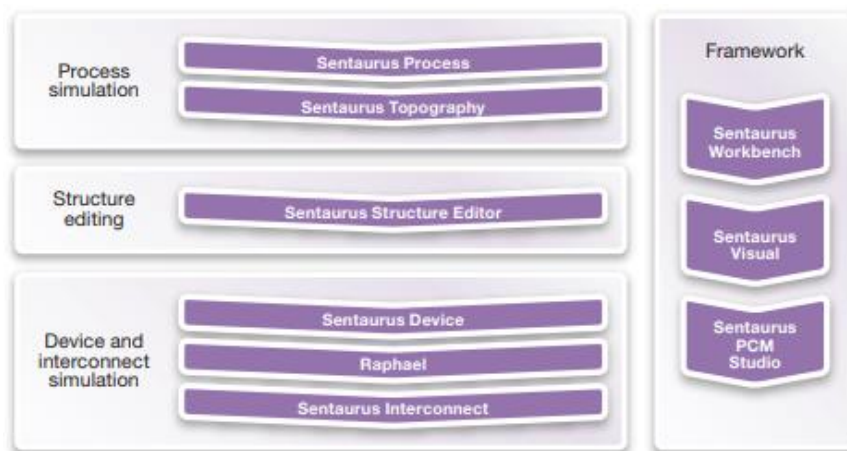 Process
simulation
Sentaurus Process
Sentaurus Topography
Structure
editing
Sentaurus Structure Editor
Device and
interconnect
simulation
Sentaurus Device
Raphael
Sentaurus Interconnect
Framework
Sentaurus
Workbench
Sentaurus
Visual
Sentaurus
PCM
Studio